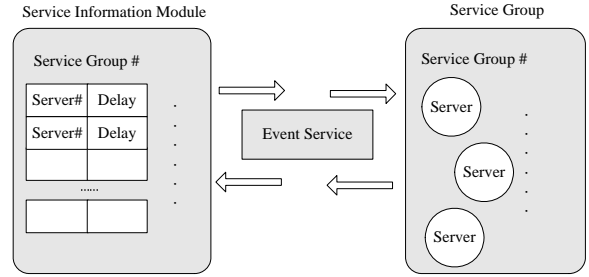 Service Information Module
Service Group #
Server# Delay
Server# Delay
......
Event Service
Service Group
Service Group #
Server
Server
Server